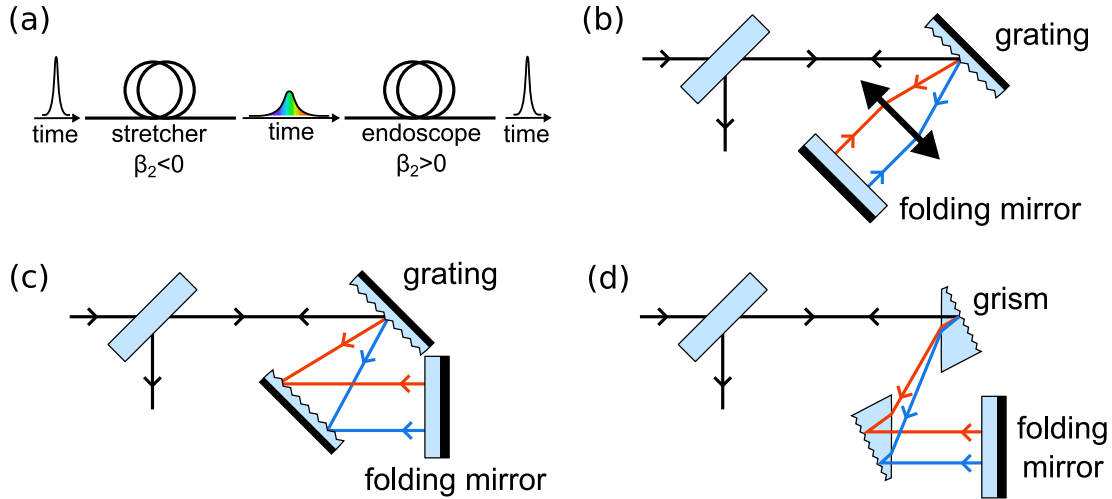 (a)
time
stretcher
β₂<0
time
endoscope
β₂>0
time
(b)
grating
folding mirror
(c)
grating
folding mirror
(d)
grism
folding
mirror